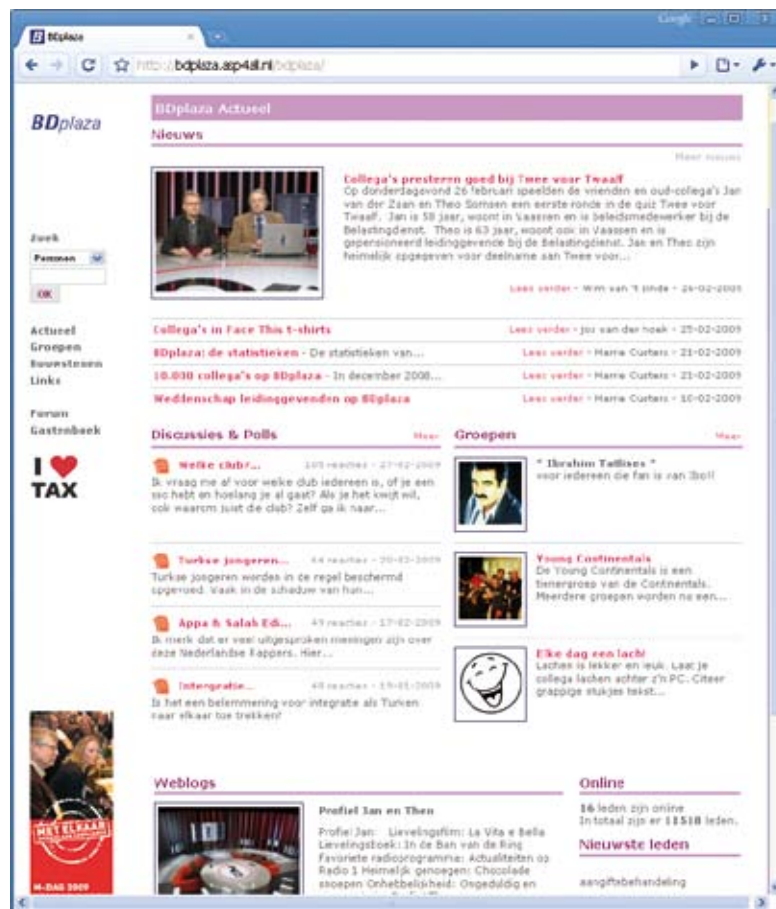 Google
BDplaza
http://bdplaza.asp4all.nl/bdplaza/
BDplaza
BDplaza Actueel
Nieuws
Meer nieuws
Collega's presteren goed bij Twee voor Twaalf
Op donderdagavond 26 februari speelden de vrienden en oud-collega's Jan
van der Zaan en Theo Somsen een eerste ronde in de quiz Twee voor
Twaalf. Jan is 58 jaar, woont in Vaassen en is beleidsmedewerker bij de
Belastingdienst. Theo is 63 jaar, woont ook in Vaassen en is
gepensioneerd leidinggevende bij de Belastingdienst. Jan en Theo zijn
heimelijk opgegeven voor deelname aan Twee voor...
Lees verder - Wim van 't Einde - 26-02-2009
Zoek
Personen
OK
Actueel
Groepen
Bouwstenen
Links
Forum
Gastenboek
I ❤ TAX
Collega's in Face This t-shirts Lees verder - jos van der hoek - 25-02-2009
BDplaza: de statistieken - De statistieken van... Lees verder - Harrie Custers - 21-02-2009
10.000 collega's op BDplaza - In december 2008... Lees verder - Harrie Custers - 21-02-2009
Weddenschap leidinggevenden op BDplaza Lees verder - Harrie Custers - 10-02-2009
Discussies & Polls Meer
Welke club?... 105 reacties - 27-02-2009
Ik vraag me af voor welke club iedereen is, of je een
scc hebt en hoelang je al gaat? Als je het kwijt wil,
ook waarom juist die club? Zelf ga ik naar...
Turkse jongeren... 64 reacties - 20-02-2009
Turkse jongeren worden in de regel beschermd
opgevoed. Vaak in de schaduw van hun...
Appa & Salah Edi... 49 reacties - 17-02-2009
Ik merk dat er veel uitgesproken meningen zijn over
deze Nederlandse Rappers. Hier...
Intergratie... 48 reacties - 19-01-2009
Is het een belemmering voor integratie als Turken
naar elkaar toe trekken?
Groepen Meer
* Ibrahim Tatlises *
voor iedereen die fan is van Ibo!!
Young Continentals
De Young Continentals is een
tienergroep van de Continentals.
Meerdere groepen worden na een...
Elke dag een lach!
Lachen is lekker en leuk. Laat je
collega lachen achter z'n PC. Citeer
grappige stukjes tekst...
MET ELKAAR
M-DAG 2009
Weblogs
Profiel Jan en Theo
Profiel Jan: Lievelingsfilm: La Vita e Bella
Lievelingsboek: In de Ban van de Ring
Favoriete radioprogramma: Actualiteiten op
Radio 1 Heimelijk genoegen: Chocolade
snoepen Onhebbelijkheid: Ongeduldig en
Online
16 leden zijn online
In totaal zijn er 11518 leden.
Nieuwste leden
aangiftebehandeling